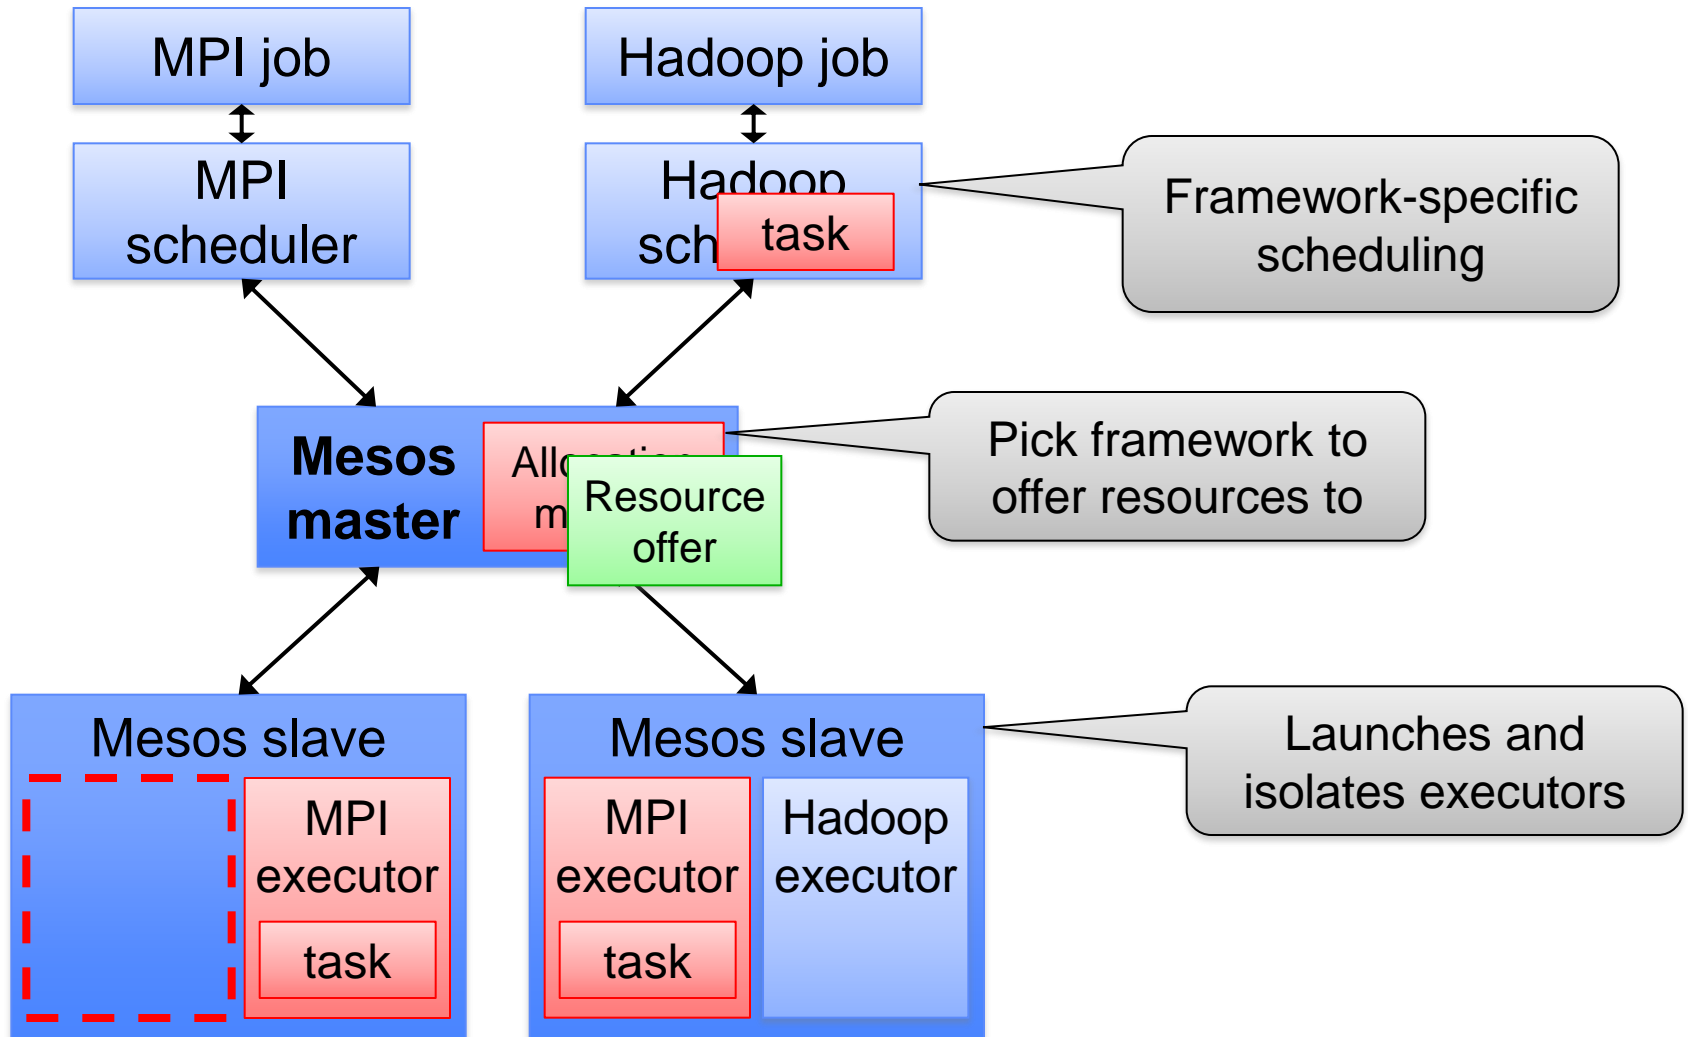 MPI job
Hadoop job
MPI
scheduler
Hadoop
task
Framework-specific
scheduling
Mesos
master
Resource
offer
Pick framework to
offer resources to
Mesos slave
MPI
executor
task
Mesos slave
MPI
executor
task
Hadoop
executor
Launches and
isolates executors